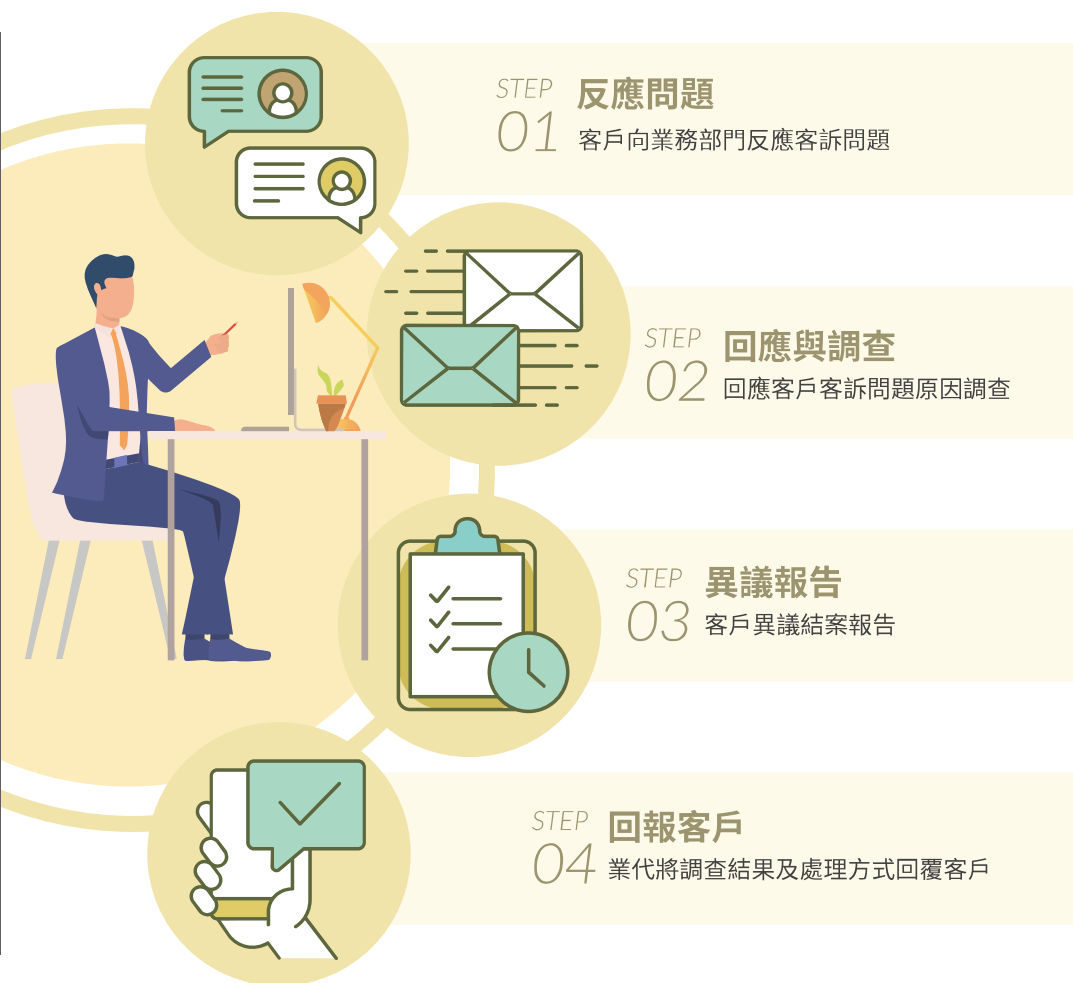 STEP
01
反應問題
客戶向業務部門反應客訴問題
STEP
02
回應與調查
回應客戶客訴問題原因調查
STEP
03
異議報告
客戶異議結案報告
STEP
04
回報客戶
業代將調查結果及處理方式回覆客戶